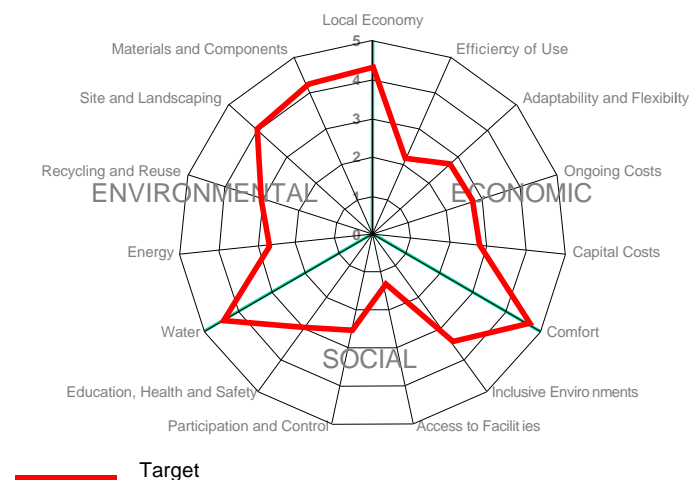 Local Economy
5
Materials and Components
Efficiency of Use
4
Site and Landscaping
Adaptability and Flexibilty
3
2
Recycling and Reuse
Ongoing Costs
ENVIRONMENTAL
ECONOMIC
1
0
Energy
Capital Costs
Water
Comfort
SOCIAL
Education, Health and Safety
Inclusive Environments
Participation and Control
Access to Facilities
Target